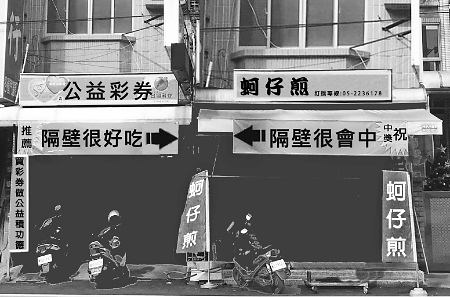 公益彩券
推薦
隔壁很好吃
買彩券做公益積功德
蚵仔煎
訂購專線:05-2236178
隔壁很會中
祝中獎
蚵仔煎
蚵仔煎